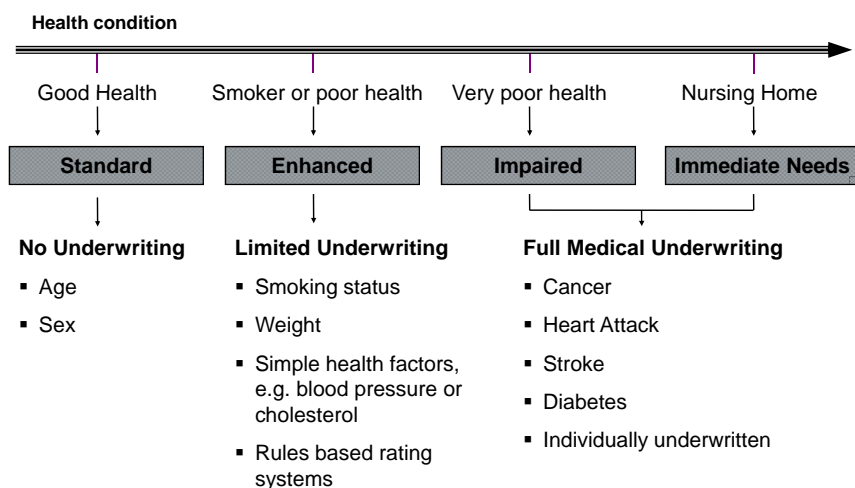 Health condition
Good Health
Smoker or poor health
Very poor health
Nursing Home
Standard
Enhanced
Impaired
Immediate Needs
No Underwriting
▪ Age
▪ Sex
Limited Underwriting
▪ Smoking status
▪ Weight
▪ Simple health factors,
e.g. blood pressure or
cholesterol
▪ Rules based rating
systems
Full Medical Underwriting
▪ Cancer
▪ Heart Attack
▪ Stroke
▪ Diabetes
▪ Individually underwritten